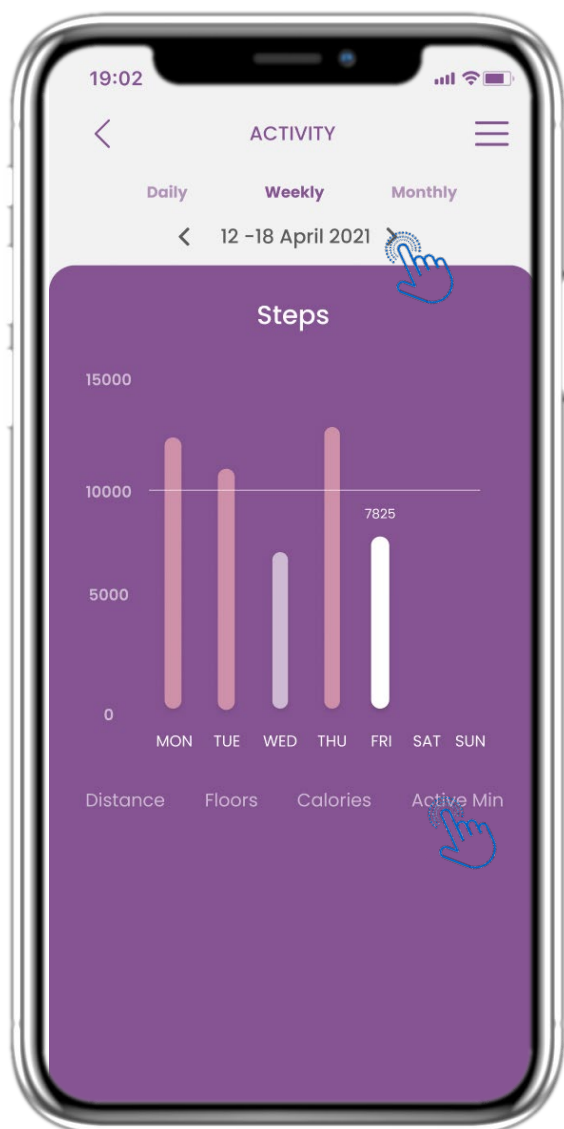 19:02
ACTIVITY
Daily Weekly Monthly
12 -18 April 2021
Steps
15000
10000
7825
5000
0
MON TUE WED THU FRI SAT SUN
Distance Floors Calories Active Min